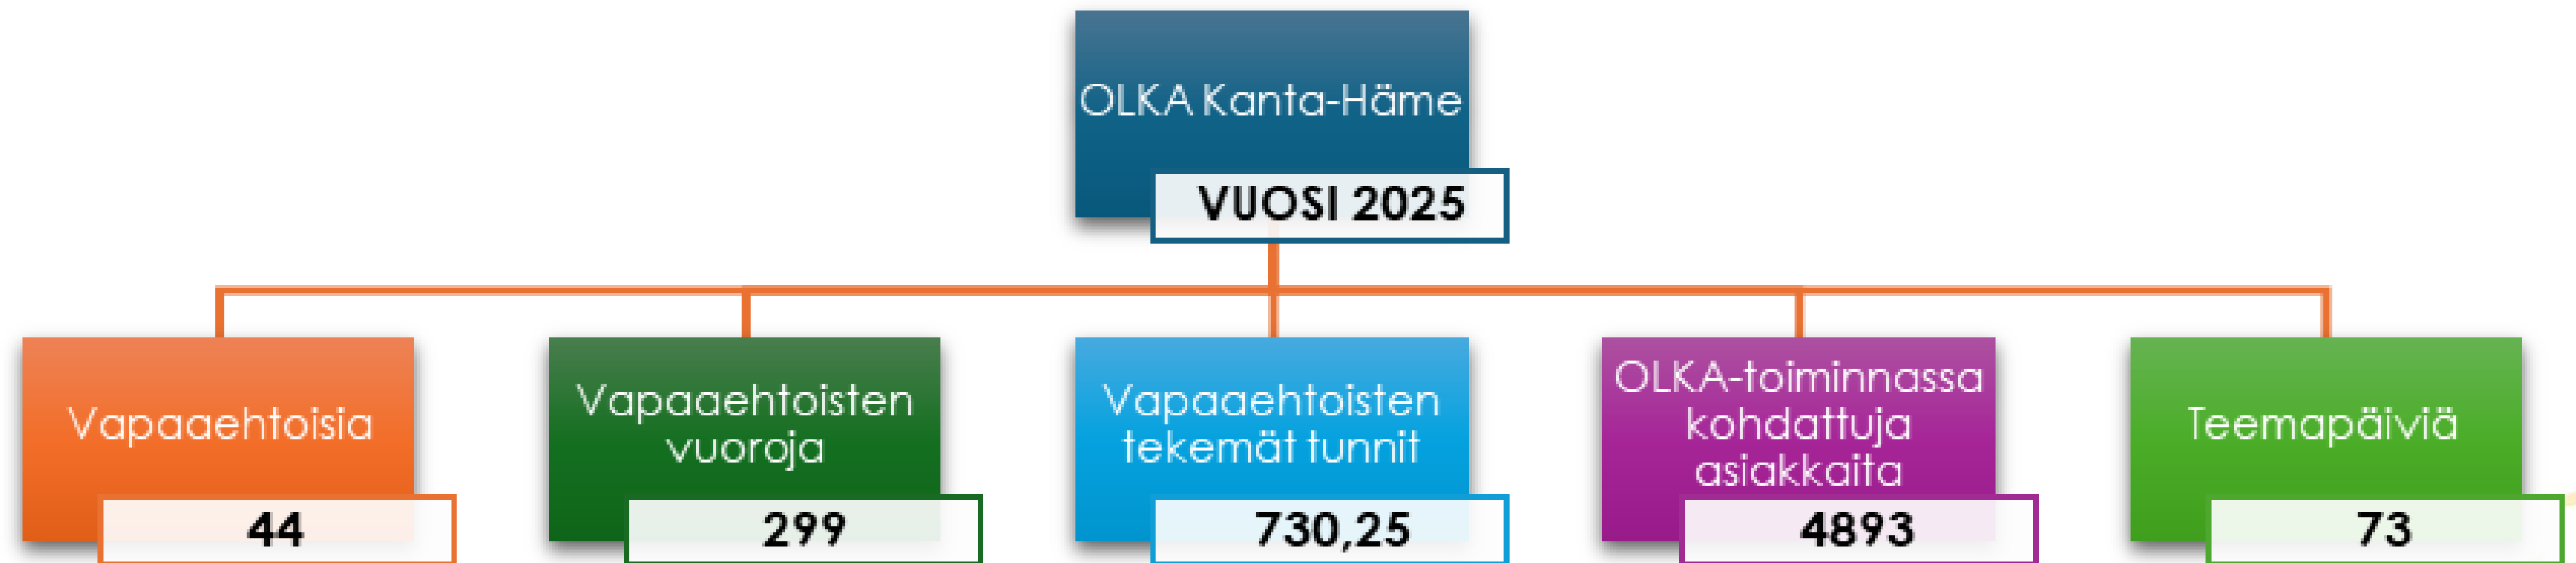 OLKA Kanta-Häme
VUOSI 2025
Vapaaehtoisia
44
Vapaaehtoisten
vuoroja
299
Vapaaehtoisten
tekemät tunnit
730,25
OLKA-toiminnassa
kohdattuja
asiakkaita
4893
Teemapäiviä
73